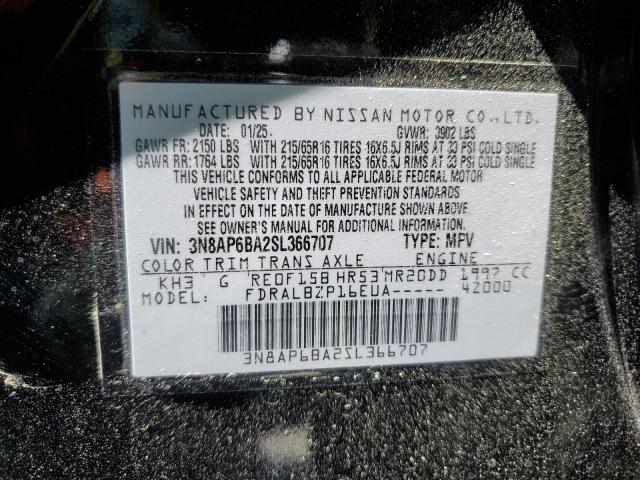 MANUFACTURED BY NISSAN MOTOR CO.,LTD.
DATE: 01/25. GVWR: 3902 LBS
GAWR FR: 2150 LBS WITH 215/65R16 TIRES 16X6.5J RIMS AT 33 PSI COLD SINGLE
GAWR RR: 1764 LBS WITH 215/65R16 TIRES 16X6.5J RIMS AT 33 PSI COLD SINGLE
THIS VEHICLE CONFORMS TO ALL APPLICABLE FEDERAL MOTOR
VEHICLE SAFETY AND THEFT PREVENTION STANDARDS
IN EFFECT ON THE DATE OF MANUFACTURE SHOWN ABOVE.
SEE OWNER'S MANUAL FOR ADDITIONAL INFORMATION
VIN: 3N8AP6BA2SL366707 TYPE: MPV
COLOR TRIM TRANS AXLE ENGINE
KH3 G RE0F15B HR53 MR20DD 1997 CC
MODEL: FDRALBZP16EUA----- 42000
3N8AP6BA2SL366707